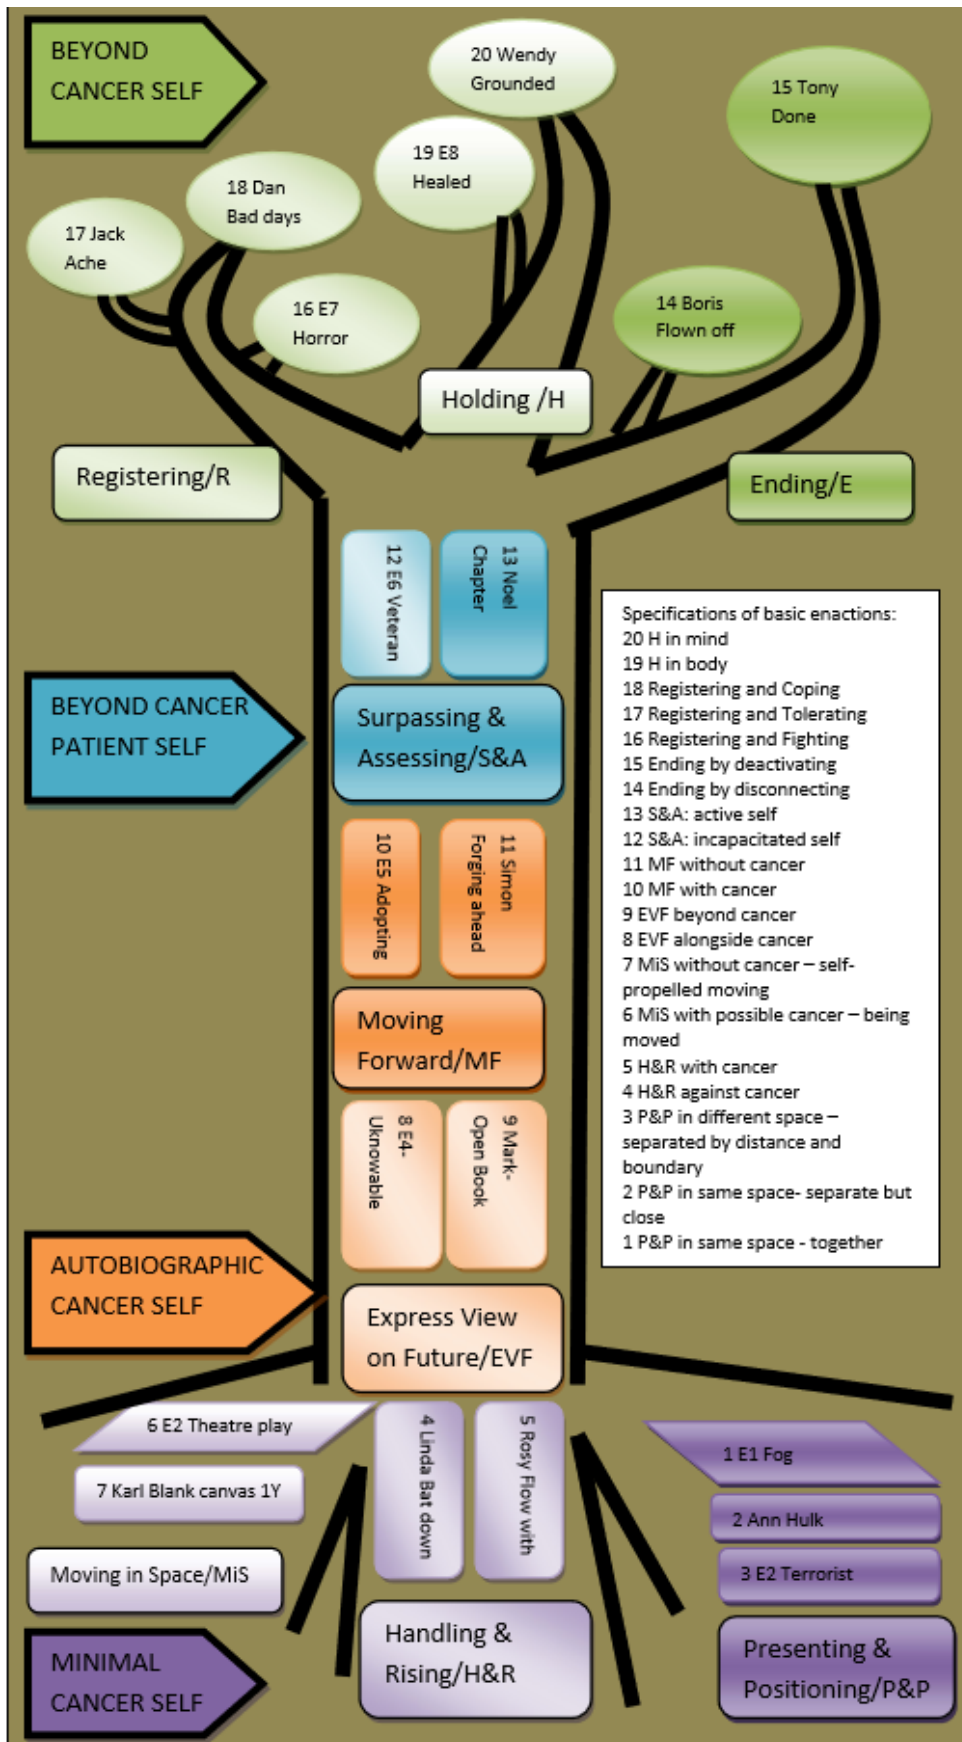 BEYOND
CANCER SELF
20 Wendy
Grounded
15 Tony
Done
19 E8
Healed
18 Dan
Bad days
17 Jack
Ache
16 E7
Horror
14 Boris
Flown off
Holding /H
Registering/R
Ending/E
12 E6 Veteran
13 Noel
Chapter
BEYOND CANCER
PATIENT SELF
Surpassing &
Assessing/S&A
10 E5 Adopting
11 Simon
Forging ahead
Moving
Forward/MF
8 E4-
Uknowable
9 Mark-
Open Book
Specifications of basic enactions:
20 H in mind
19 H in body
18 Registering and Coping
17 Registering and Tolerating
16 Registering and Fighting
15 Ending by deactivating
14 Ending by disconnecting
13 S&A: active self
12 S&A: incapacitated self
11 MF without cancer
10 MF with cancer
9 EVF beyond cancer
8 EVF alongside cancer
7 MiS without cancer – self-
propelled moving
6 MiS with possible cancer – being
moved
5 H&R with cancer
4 H&R against cancer
3 P&P in different space –
separated by distance and
boundary
2 P&P in same space- separate but
close
1 P&P in same space - together
AUTOBIOGRAPHIC
CANCER SELF
Express View
on Future/EVF
6 E2 Theatre play
7 Karl Blank canvas 1Y
Moving in Space/MiS
4 Linda Bat down
5 Rosy Flow with
1 E1 Fog
2 Ann Hulk
3 E2 Terrorist
MINIMAL
CANCER SELF
Handling &
Rising/H&R
Presenting &
Positioning/P&P